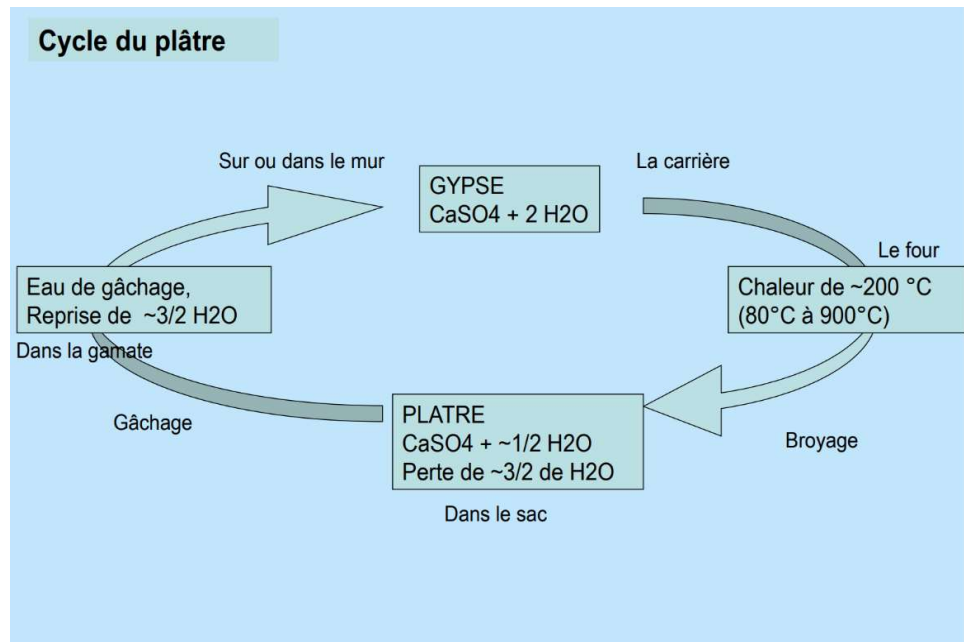 Cycle du plâtre
Sur ou dans le mur
GYPSE
CaSO4 + 2 H2O
La carrière
Le four
Chaleur de ~200 °C
(80°C à 900°C)
Broyage
PLATRE
CaSO4 + ~1/2 H2O
Perte de ~3/2 de H2O
Dans le sac
Gâchage
Eau de gâchage,
Reprise de ~3/2 H2O
Dans la gamate